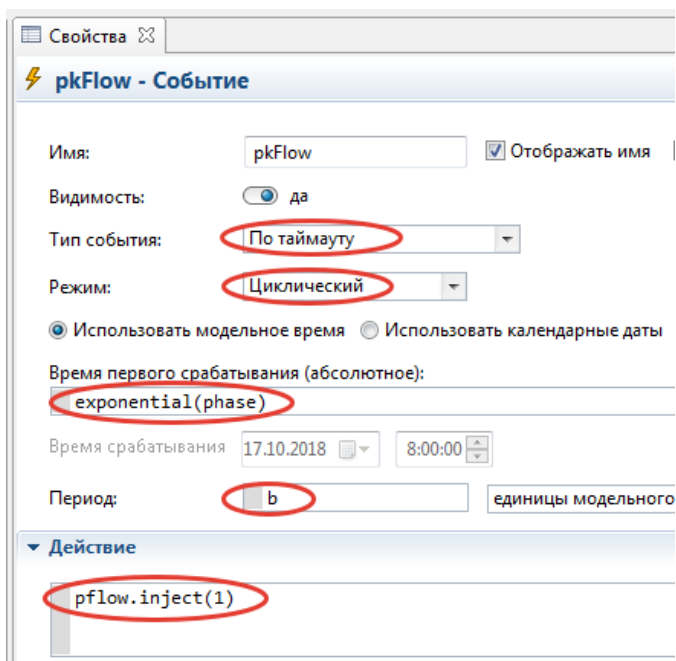 Свойства
pkFlow - Событие
Имя: pkFlow Отображать имя
Видимость: да
Тип события: По таймауту
Режим: Циклический
Использовать модельное время Использовать календарные даты
Время первого срабатывания (абсолютное):
exponential(phase)
Время срабатывания 17.10.2018 8:00:00
Период: b единицы модельного
Действие
pflow.inject(1)